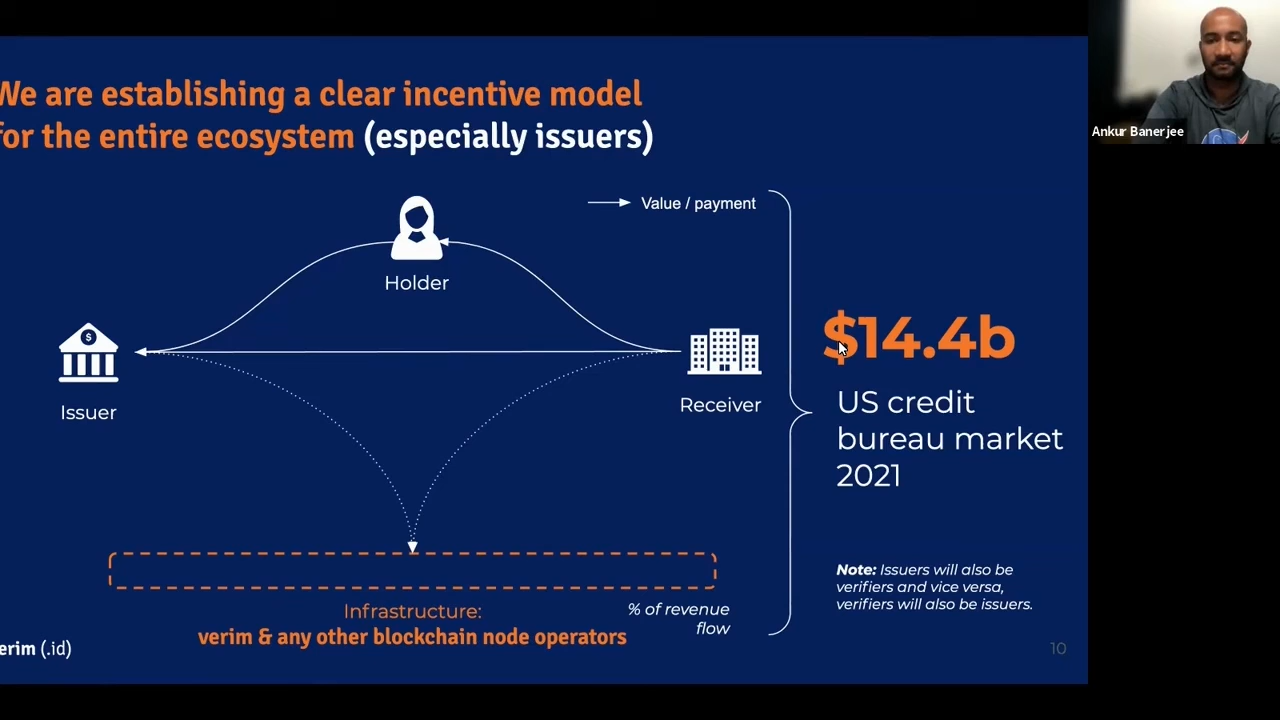 We are establishing a clear incentive model
for the entire ecosystem (especially issuers)
Ankur Banerjee
Value / payment
Holder
$
Issuer
Receiver
$14.4b
US credit
bureau market
2021
Note: Issuers will also be
verifiers and vice versa,
verifiers will also be issuers.
Infrastructure:
verim & any other blockchain node operators
% of revenue
flow
erim (.id)
10